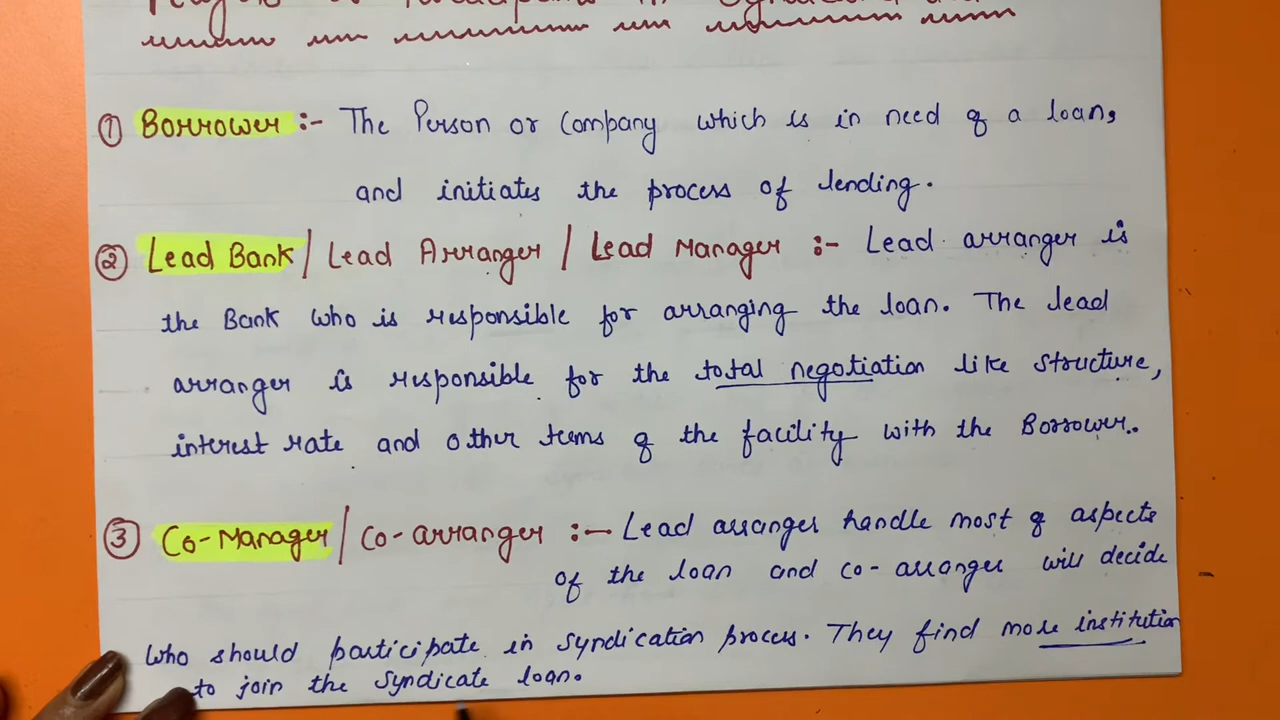 ① Borrower :- The Person or Company which is in need of a loan,
and initiates the process of lending.
② Lead Bank / Lead Arranger / Lead Manager :- Lead arranger is
the Bank who is responsible for arranging the loan. The lead
arranger is responsible for the total negotiation like structure,
interest rate and other terms of the facility with the Borrower.
③ Co-Manager / Co-arranger :- Lead arranger handle most of aspects
of the loan and co-arranger will decide
who should participate in syndication process. They find more institution
to join the syndicate loan.